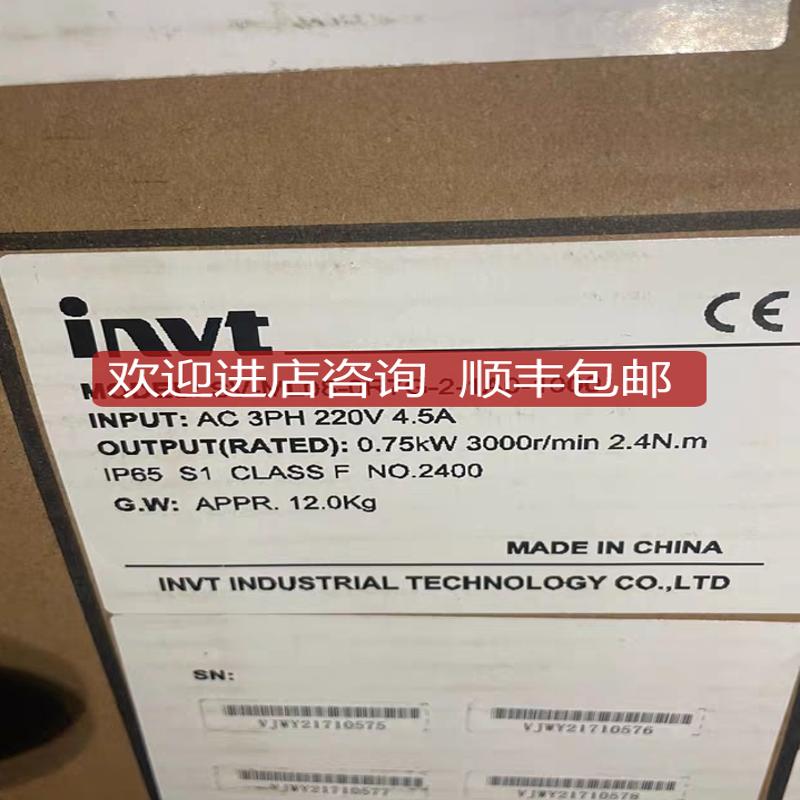 invt
CE
欢迎进店咨询 顺丰包邮
INPUT: AC 3PH 220V 4.5A
OUTPUT(RATED): 0.75kW 3000r/min 2.4N.m
IP65 S1 CLASS F NO.2400
G.W: APPR. 12.0Kg
MADE IN CHINA
INVT INDUSTRIAL TECHNOLOGY CO.,LTD
SN:
VJWY21710575 VJWY21710576
VJWY21710577 VJWY21710578